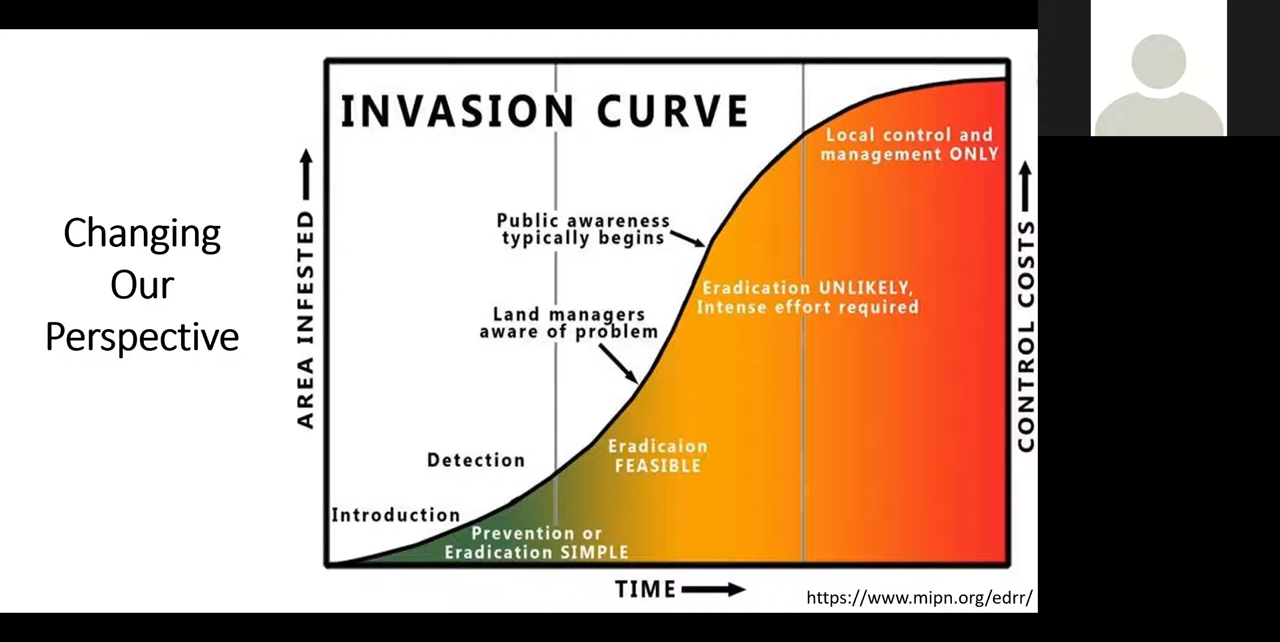 Changing
Our
Perspective
INVASION CURVE
AREA INFESTED
Public awareness
typically begins
Land managers
aware of problem
Detection
Introduction
Local control and
management ONLY
Eradication UNLIKELY,
Intense effort required
Eradicaion
FEASIBLE
Prevention or
Eradication SIMPLE
CONTROL COSTS
TIME
https://www.mipn.org/edrr/